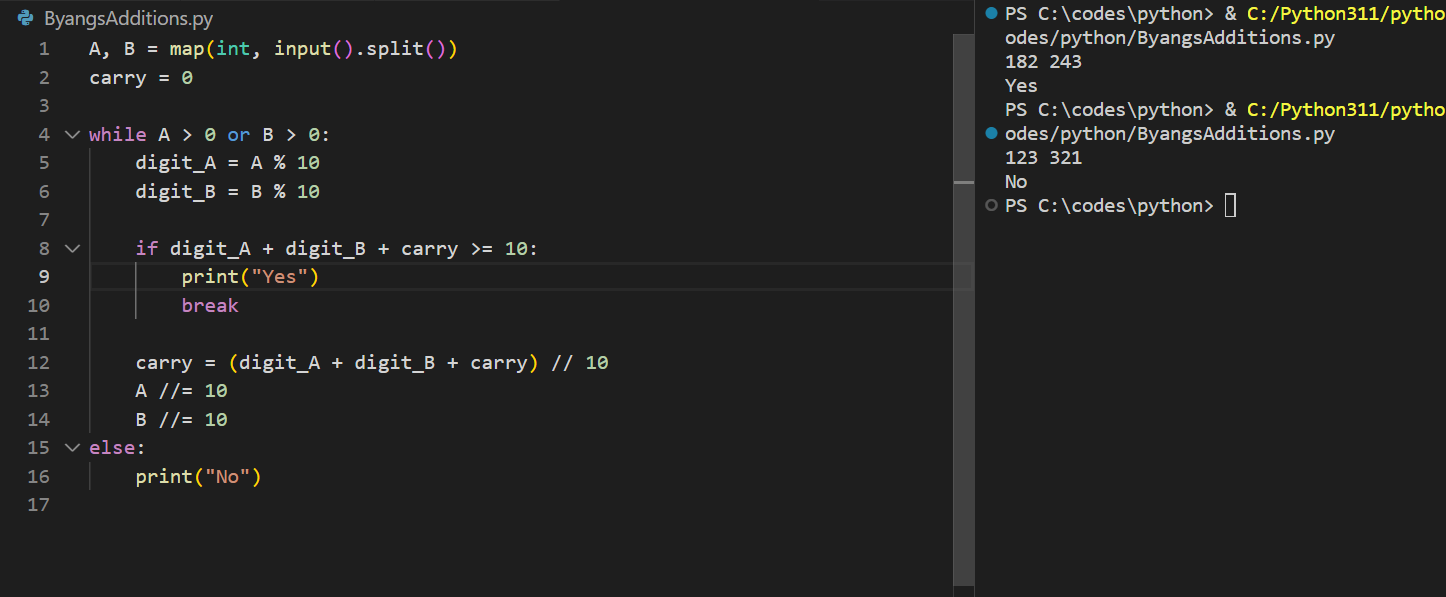 ByangsAdditions.py
1 A, B = map(int, input().split())
2 carry = 0
3
4 while A > 0 or B > 0:
5     digit_A = A % 10
6     digit_B = B % 10
7
8     if digit_A + digit_B + carry >= 10:
9         print("Yes")
10         break
11
12     carry = (digit_A + digit_B + carry) // 10
13     A //= 10
14     B //= 10
15 else:
16     print("No")
17
PS C:\codes\python> & C:/Python311/pytho
odes/python/ByangsAdditions.py
182 243
Yes
PS C:\codes\python> & C:/Python311/pytho
odes/python/ByangsAdditions.py
123 321
No
PS C:\codes\python>